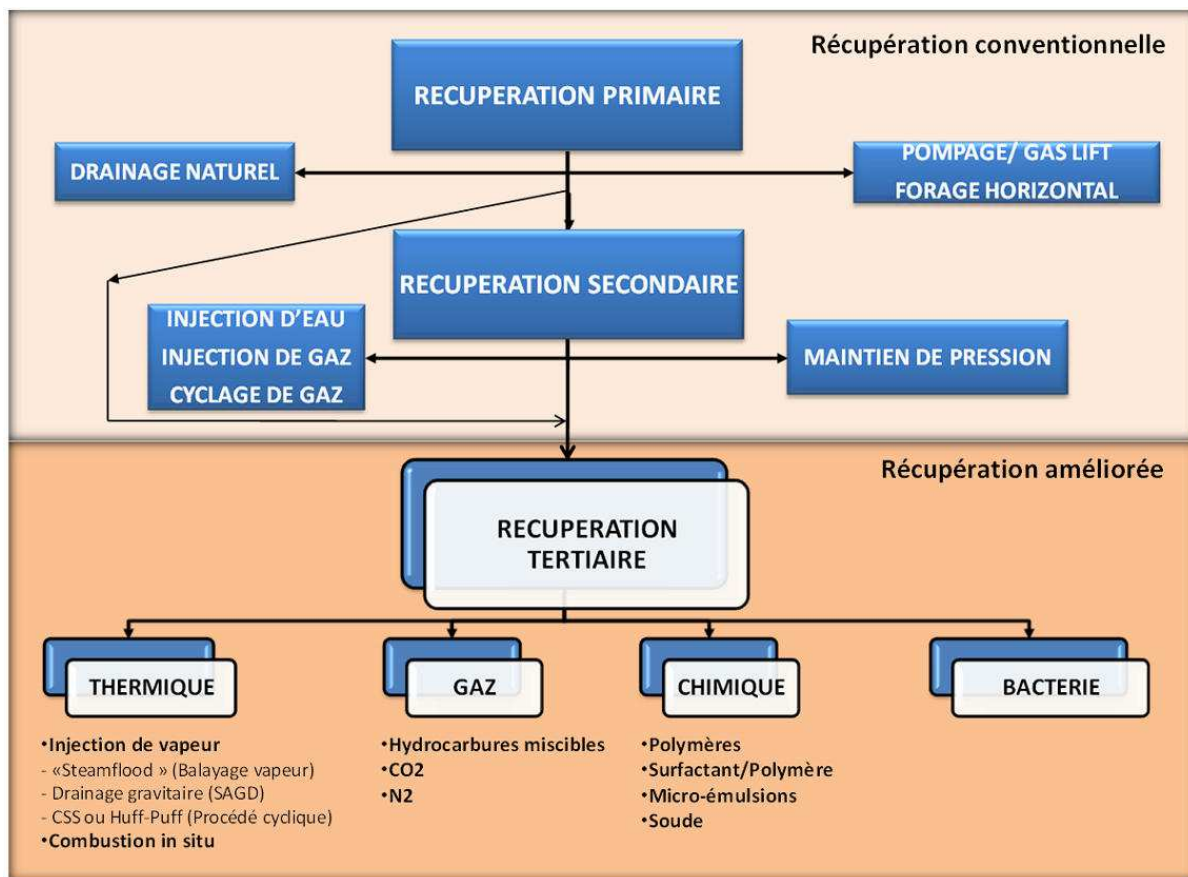 Récupération conventionnelle
RECUPERATION PRIMAIRE
DRAINAGE NATUREL
POMPAGE/ GAS LIFT
FORAGE HORIZONTAL
RECUPERATION SECONDAIRE
INJECTION D'EAU
INJECTION DE GAZ
CYCLAGE DE GAZ
MAINTIEN DE PRESSION
Récupération améliorée
RECUPERATION
TERTIAIRE
THERMIQUE
•Injection de vapeur
- «Steamflood » (Balayage vapeur)
- Drainage gravitaire (SAGD)
- CSS ou Huff-Puff (Procédé cyclique)
•Combustion in situ
GAZ
•Hydrocarbures miscibles
•CO2
•N2
CHIMIQUE
•Polymères
•Surfactant/Polymère
•Micro-émulsions
•Soude
BACTERIE